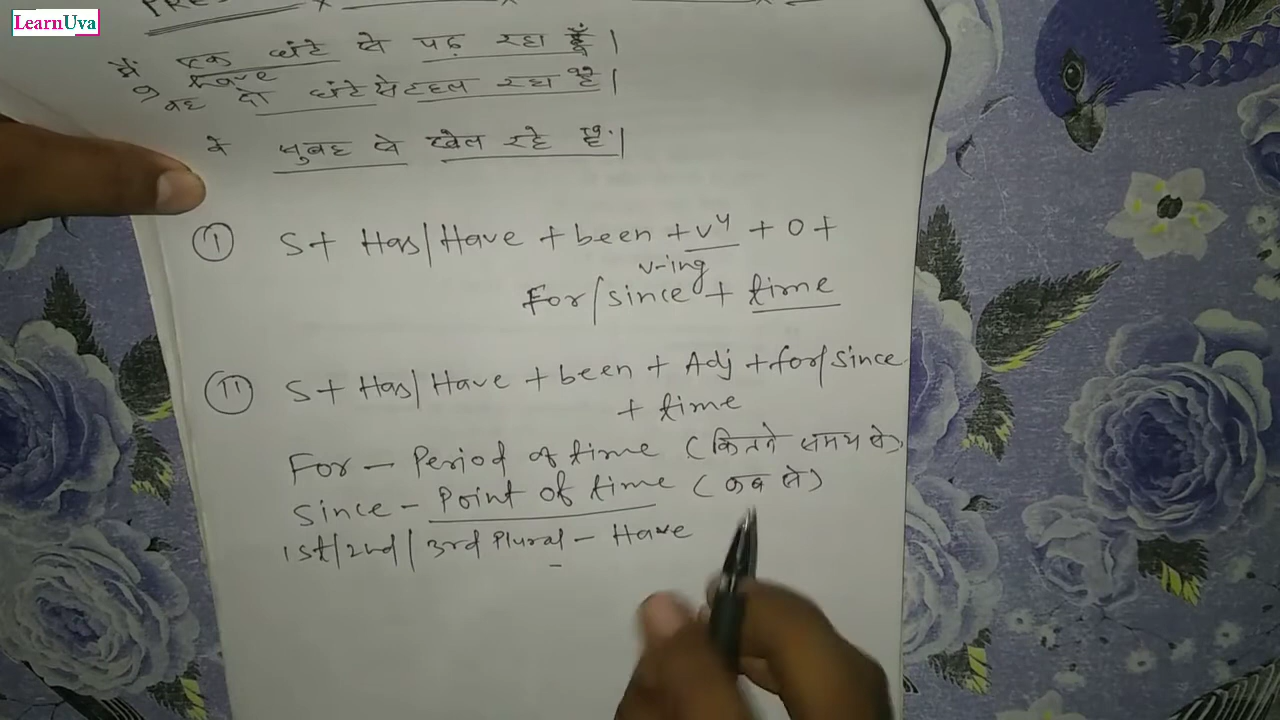 LearnUva
PRE
मैं एक घंटे से पढ़ रहा हूँ।
have
वह दो घंटे से टहल रहा है।
वे सुबह से खेल रहे हैं।
(I) S+ Has/Have + been + V4 + O +
V-ing
For/since + time
(II) S+ Has/Have + been + Adj + for/since
+ time
For – Period of time (कितने समय से)
Since – Point of time (कब से)
1st/2nd/3rd Plural – Have